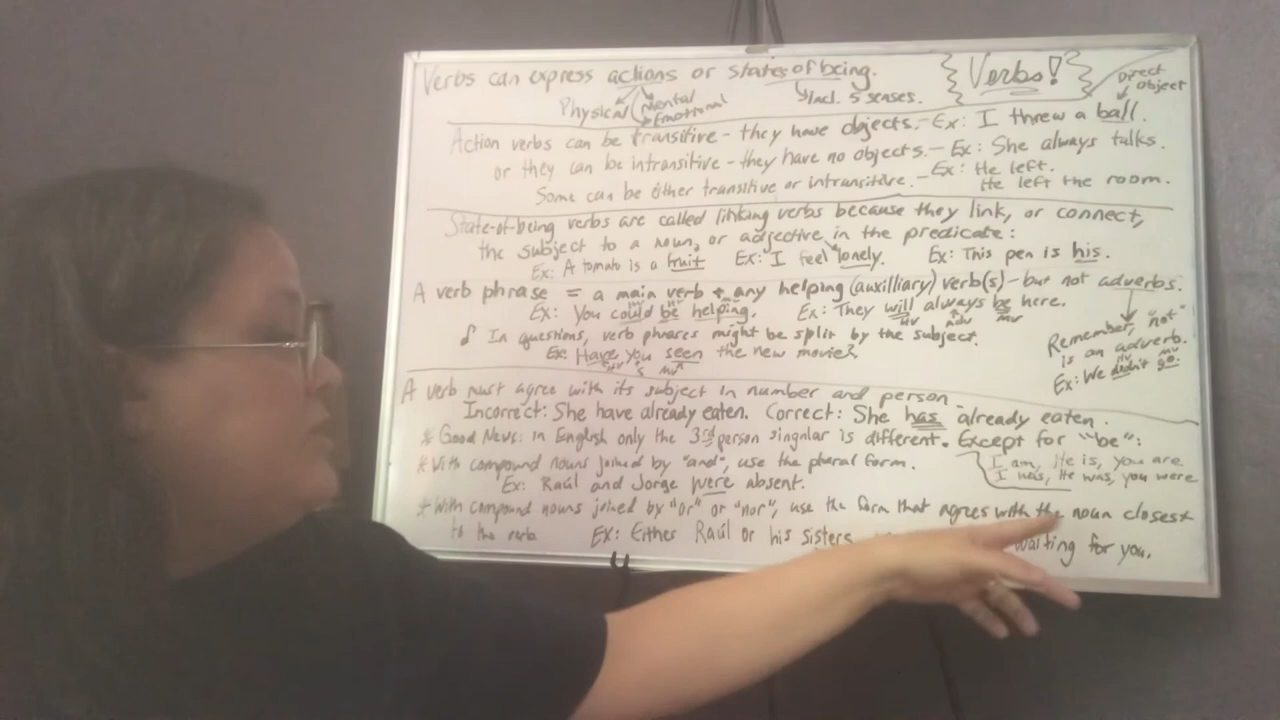 Verbs can express actions or states of being.
Verbs!
Direct
object
Physical
Mental
Emotional
Incl. 5 senses.
Action verbs can be transitive - they have objects. - Ex: I threw a ball.
or they can be intransitive - they have no objects. - Ex: She always talks.
Some can be either transitive or intransitive. - Ex: He left.
He left the room.
State-of-being verbs are called linking verbs because they link, or connect,
the subject to a noun, or adjective in the predicate:
Ex: A tomato is a fruit Ex: I feel lonely. Ex: This pen is his.
A verb phrase = a main verb + any helping (auxilliary) verb(s) - but not adverbs.
Ex: You could be helping. Ex: They will always be here.
HV adv MV
In questions, verb phrases might be split by the subject.
Ex: Have you seen the new movie?
HV S MV
Remember, "not"
is an adverb.
HV MV
Ex: We didn't go.
A verb must agree with its subject in number and person
Incorrect: She have already eaten. Correct: She has already eaten.
* Good News: in English only the 3rd person singular is different. Except for "be":
I am, He is, you are
I was, He was, you were
* With compound nouns joined by "and", use the plural form.
Ex: Raúl and Jorge were absent.
* With compound nouns joined by "or" or "nor", use the form that agrees with the noun closest
to the verb. Ex: Either Raúl or his sisters waiting for you.